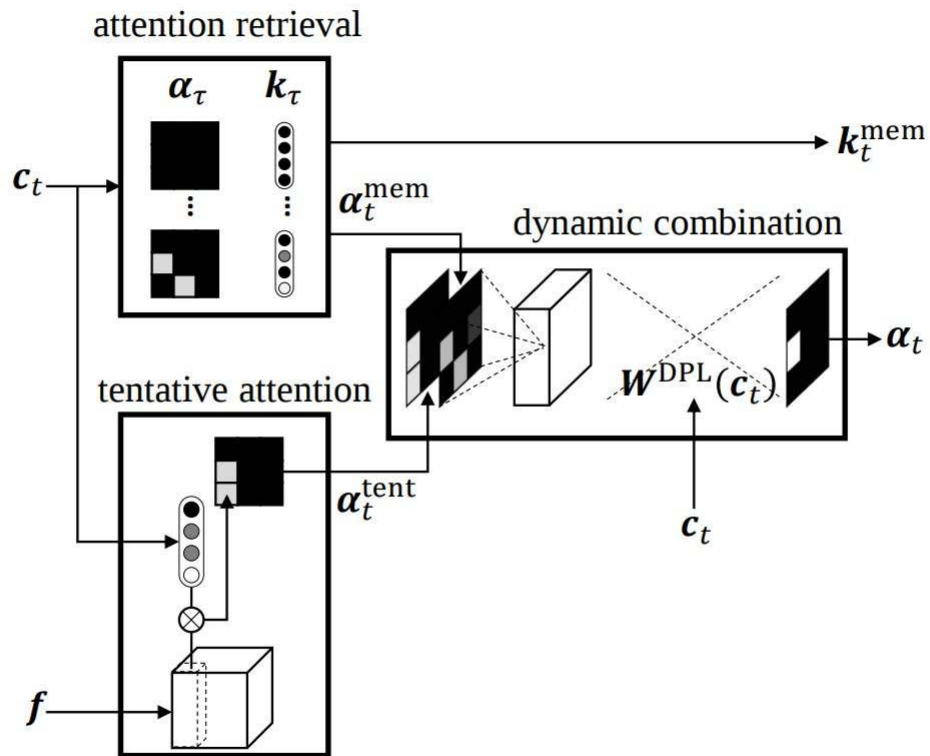 attention retrieval
α_τ k_τ
c_t
⋮ ⋮
k_t^mem
α_t^mem
dynamic combination
W^DPL(c_t)
α_t
c_t
tentative attention
α_t^tent
f